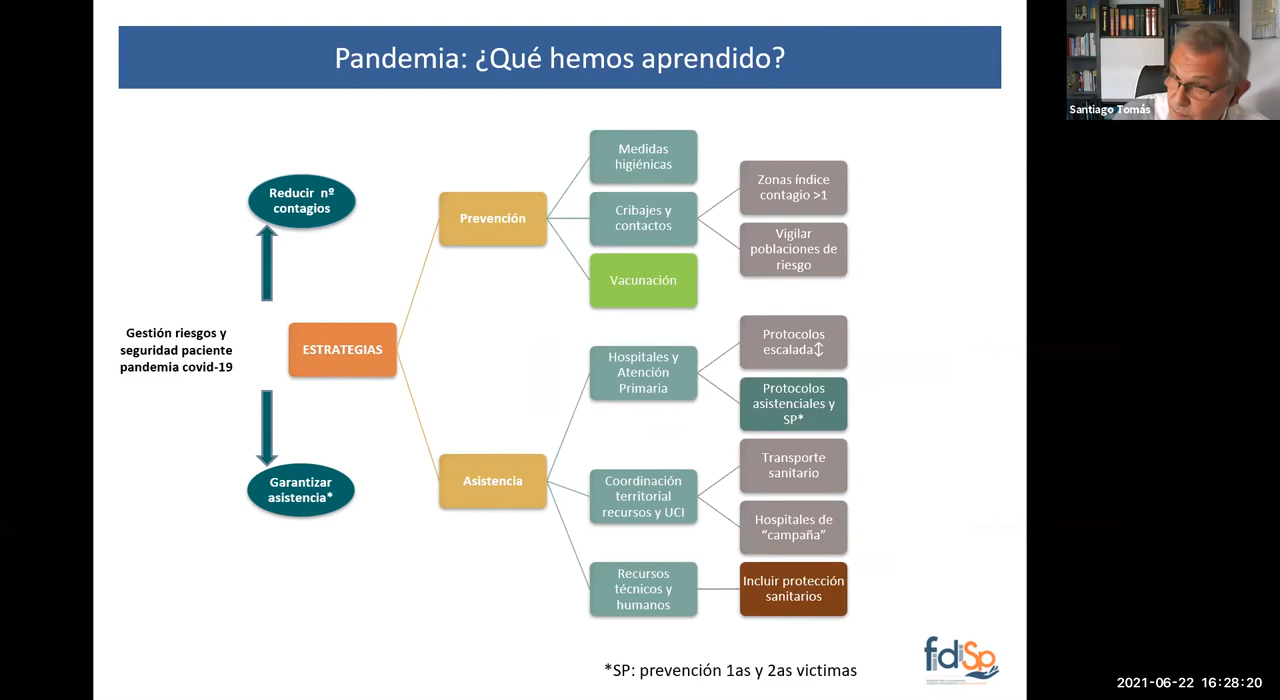 Pandemia: ¿Qué hemos aprendido?
Santiago Tomás
Reducir nº
contagios
Gestión riesgos y
seguridad paciente
pandemia covid-19
Garantizar
asistencia*
ESTRATEGIAS
Prevención
Medidas
higiénicas
Cribajes y
contactos
Zonas índice
contagio >1
Vigilar
poblaciones de
riesgo
Vacunación
Asistencia
Hospitales y
Atención
Primaria
Protocolos
escalada↕
Protocolos
asistenciales y
SP*
Coordinación
territorial
recursos y UCI
Transporte
sanitario
Hospitales de
“campaña”
Recursos
técnicos y
humanos
Incluir protección
sanitarios
*SP: prevención 1as y 2as victimas
fidisp
2021-06-22 16:28:20